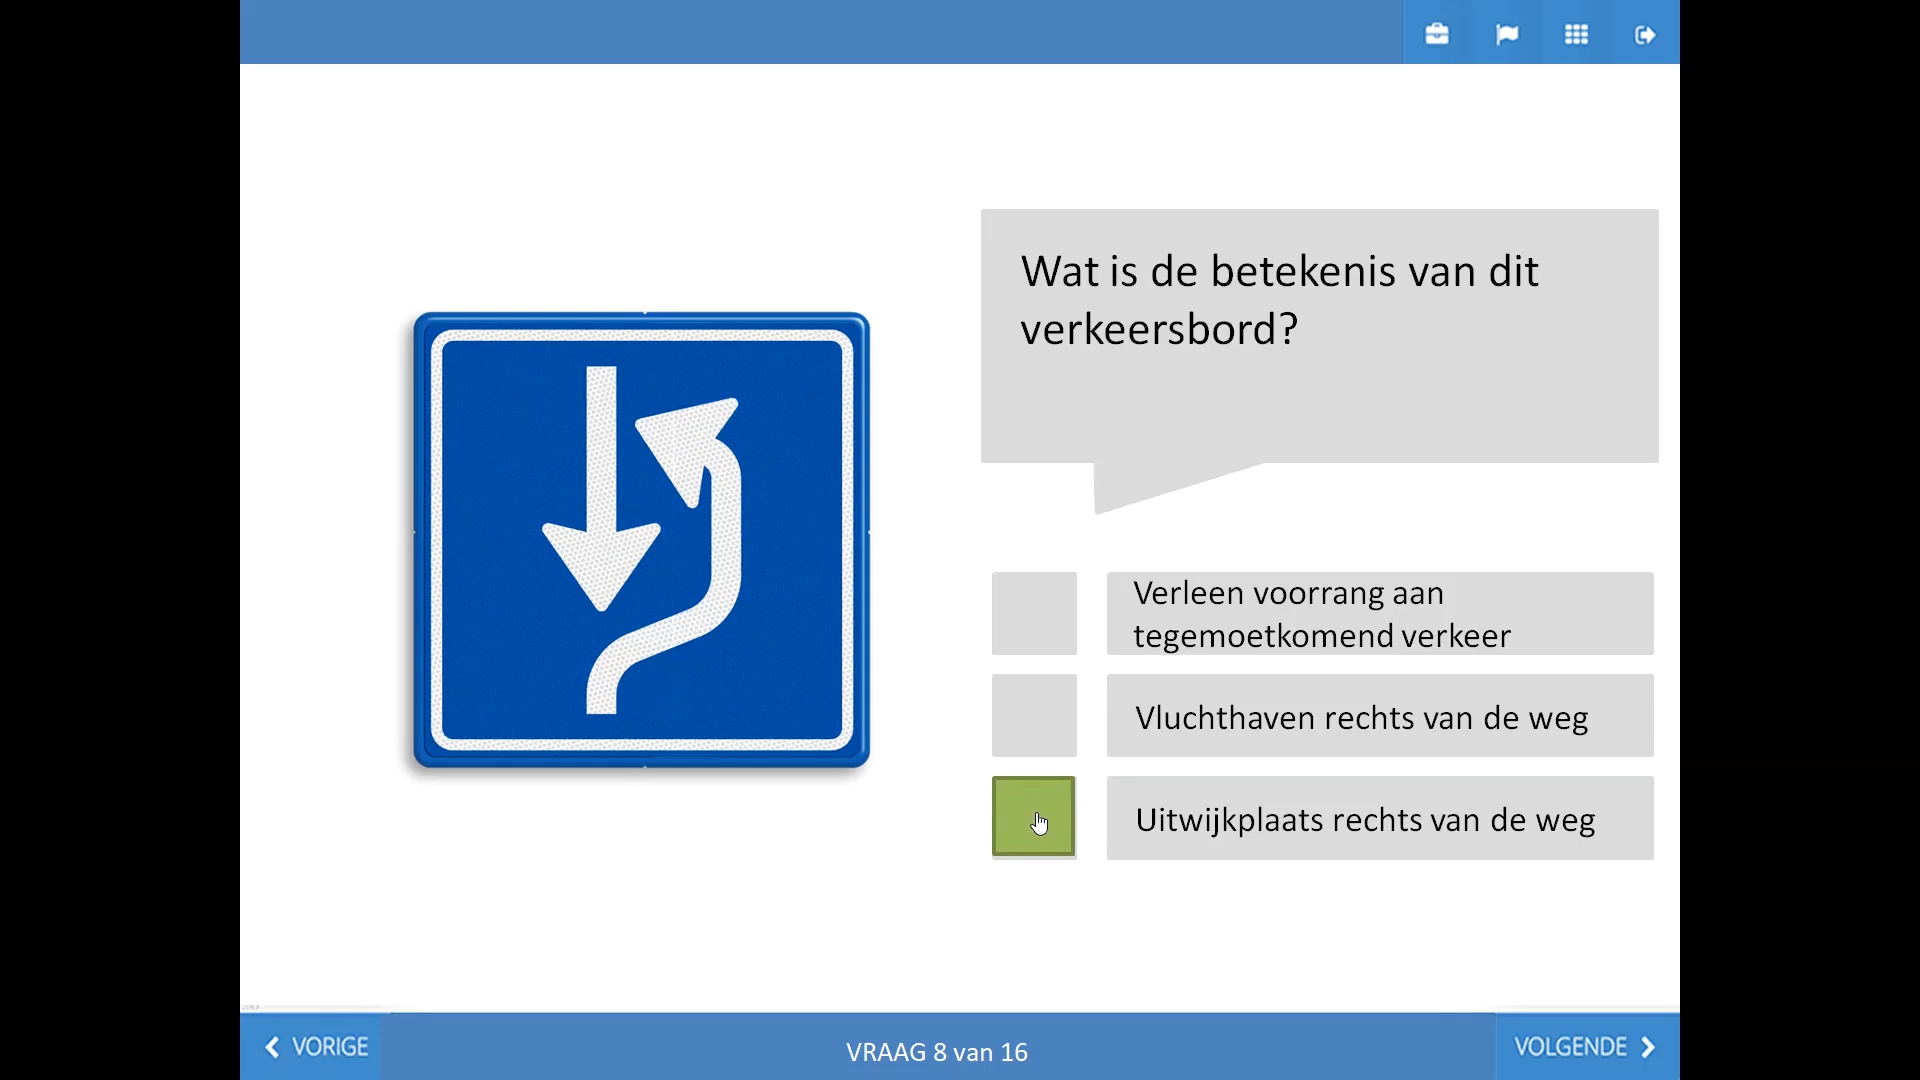 Wat is de betekenis van dit
verkeersbord?
Verleen voorrang aan
tegemoetkomend verkeer
Vluchthaven rechts van de weg
Uitwijkplaats rechts van de weg
VORIGE
VRAAG 8 van 16
VOLGENDE